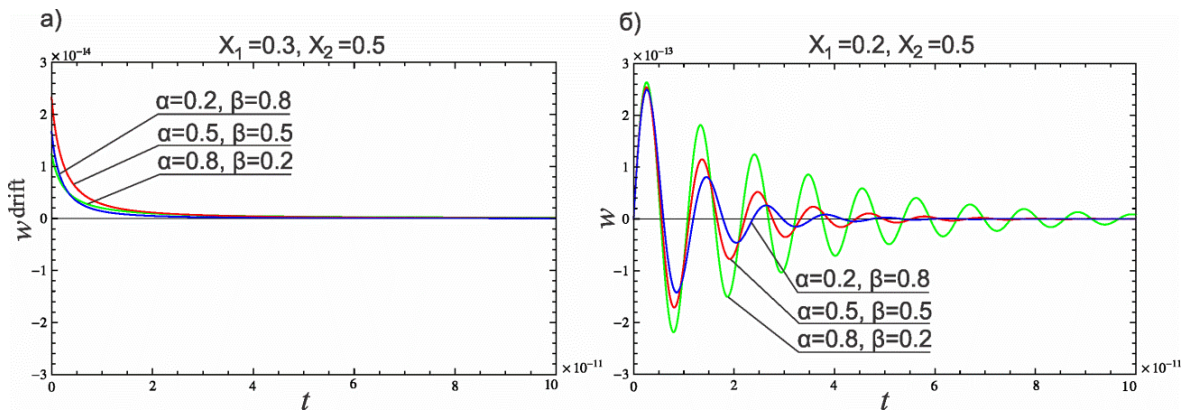 а)
X₁=0.3, X₂=0.5
×10⁻¹⁴
3
2
1
0
−1
−2
−3
w^drift
α=0.2, β=0.8
α=0.5, β=0.5
α=0.8, β=0.2
0 2 4 6 8 10
×10⁻¹¹
t
б)
X₁=0.2, X₂=0.5
×10⁻¹³
3
2
1
0
−1
−2
−3
w
α=0.2, β=0.8
α=0.5, β=0.5
α=0.8, β=0.2
0 2 4 6 8 10
×10⁻¹¹
t